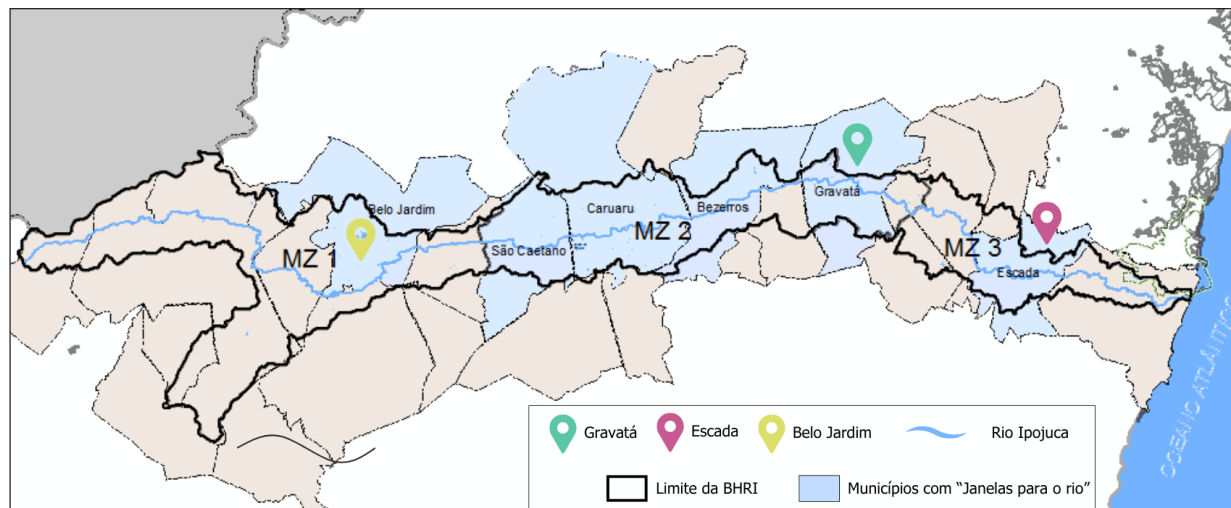 Belo Jardim
MZ 1
São Caetano
Caruaru
MZ 2
Bezerros
Gravatá
MZ 3
Escada
OCEANO ATLÂNTICO
Gravatá
Escada
Belo Jardim
Rio Ipojuca
Limite da BHRI
Municípios com “Janelas para o rio”